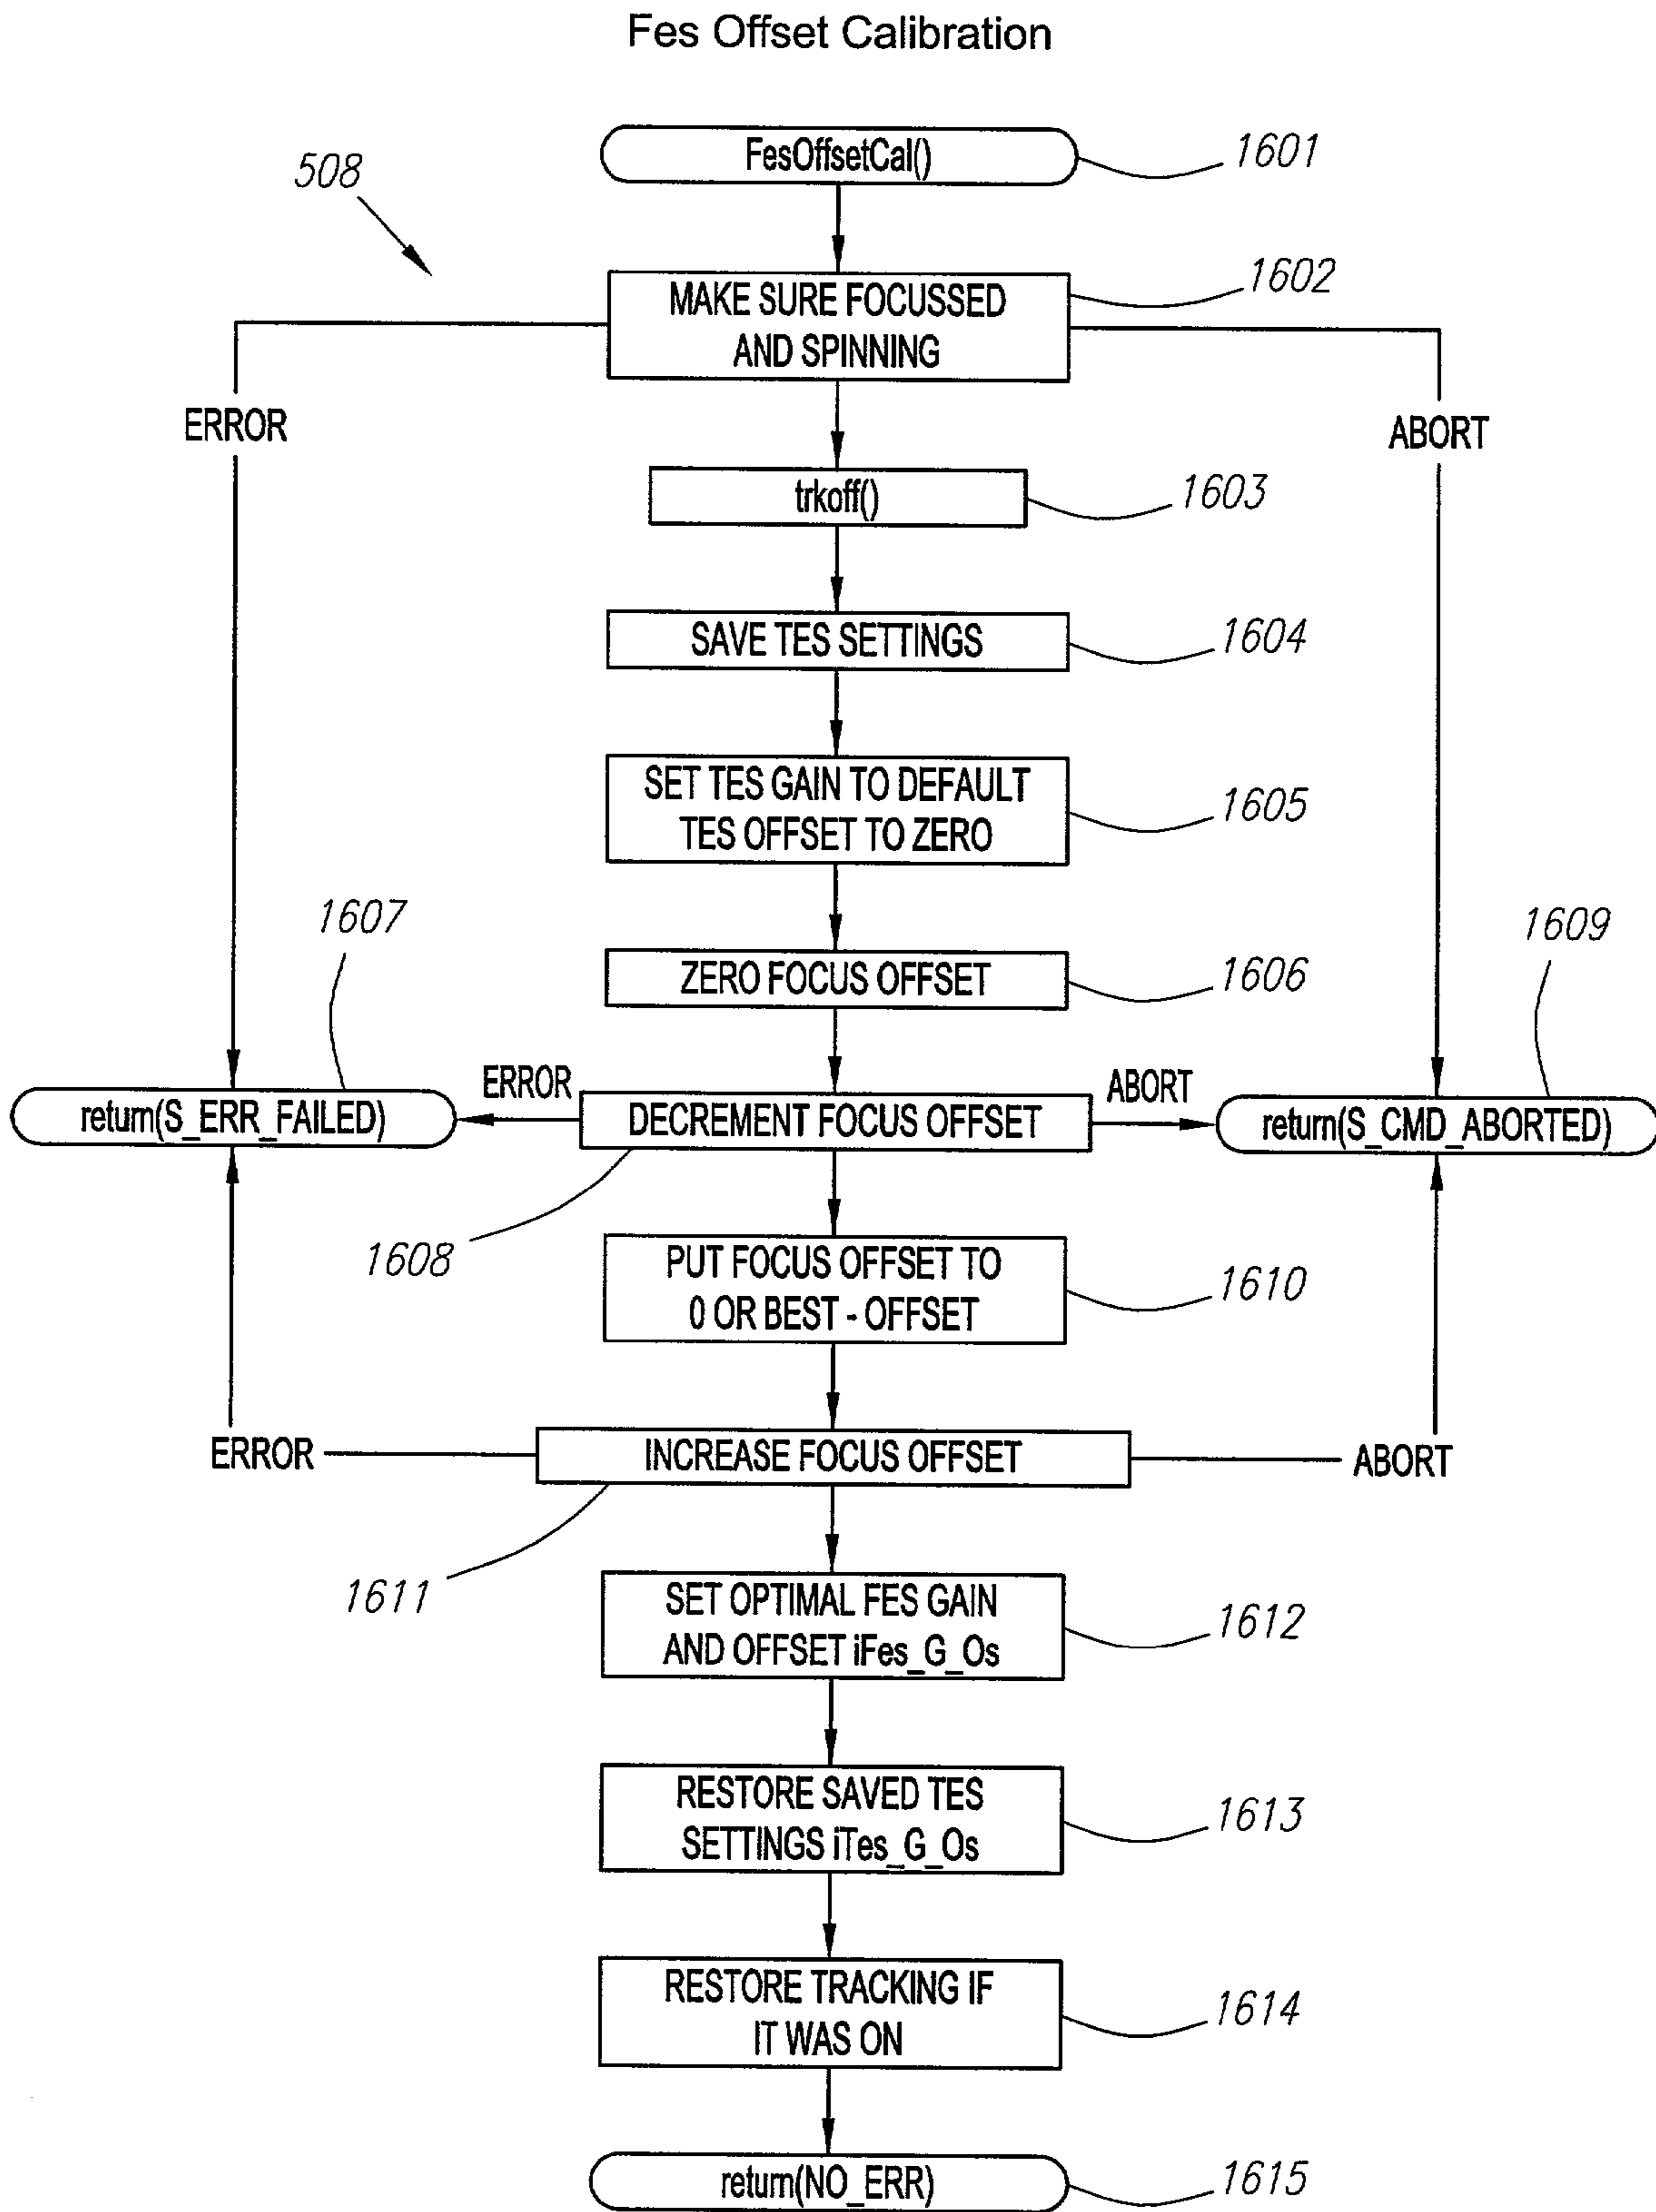 Fes Offset Calibration
FesOffsetCal()
1601
508
MAKE SURE FOCUSSED
AND SPINNING
1602
ERROR
ABORT
trkoff()
1603
SAVE TES SETTINGS
1604
SET TES GAIN TO DEFAULT
TES OFFSET TO ZERO
1605
1607
1609
ZERO FOCUS OFFSET
1606
return(S_ERR_FAILED)
ERROR
DECREMENT FOCUS OFFSET
ABORT
return(S_CMD_ABORTED)
1608
PUT FOCUS OFFSET TO
0 OR BEST - OFFSET
1610
ERROR
INCREASE FOCUS OFFSET
ABORT
1611
SET OPTIMAL FES GAIN
AND OFFSET iFes_G_Os
1612
RESTORE SAVED TES
SETTINGS iTes_G_Os
1613
RESTORE TRACKING IF
IT WAS ON
1614
return(NO_ERR)
1615